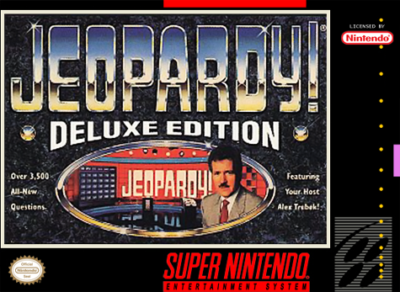 LICENSED BY
Nintendo
JEOPARDY!
DELUXE EDITION
Over 3,500
All-New
Questions.
JEOPARDY!
Featuring
Your Host
Alex Trebek!
Nintendo
SUPER NINTENDO
ENTERTAINMENT SYSTEM